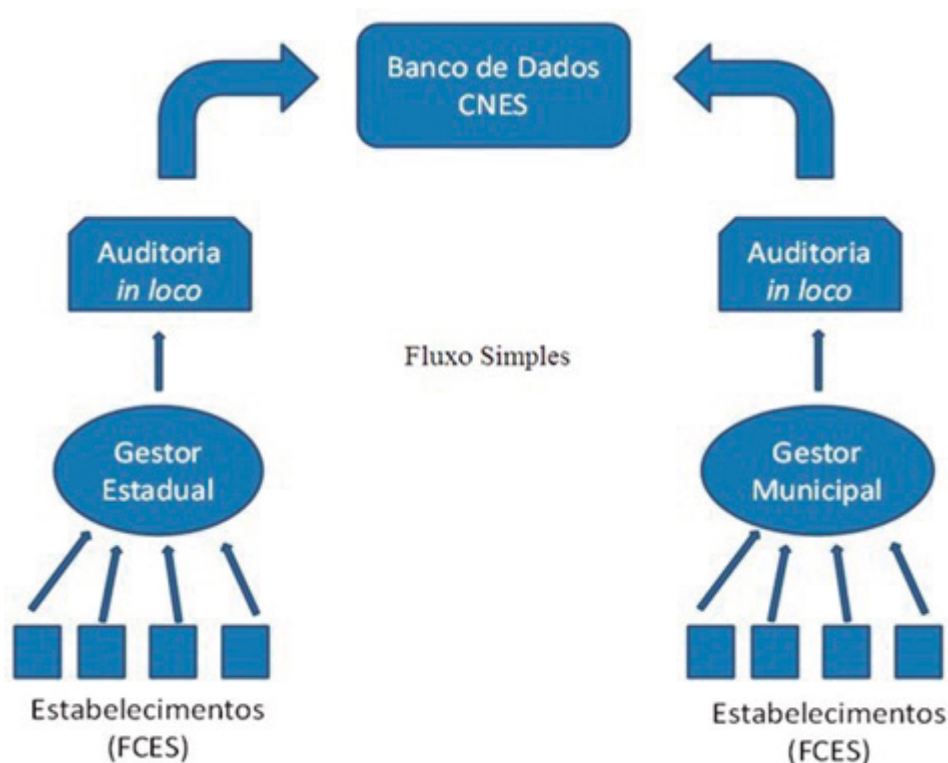 Banco de Dados
CNES
Auditoria
in loco
Auditoria
in loco
Fluxo Simples
Gestor
Estadual
Gestor
Municipal
Estabelecimentos
(FCES)
Estabelecimentos
(FCES)